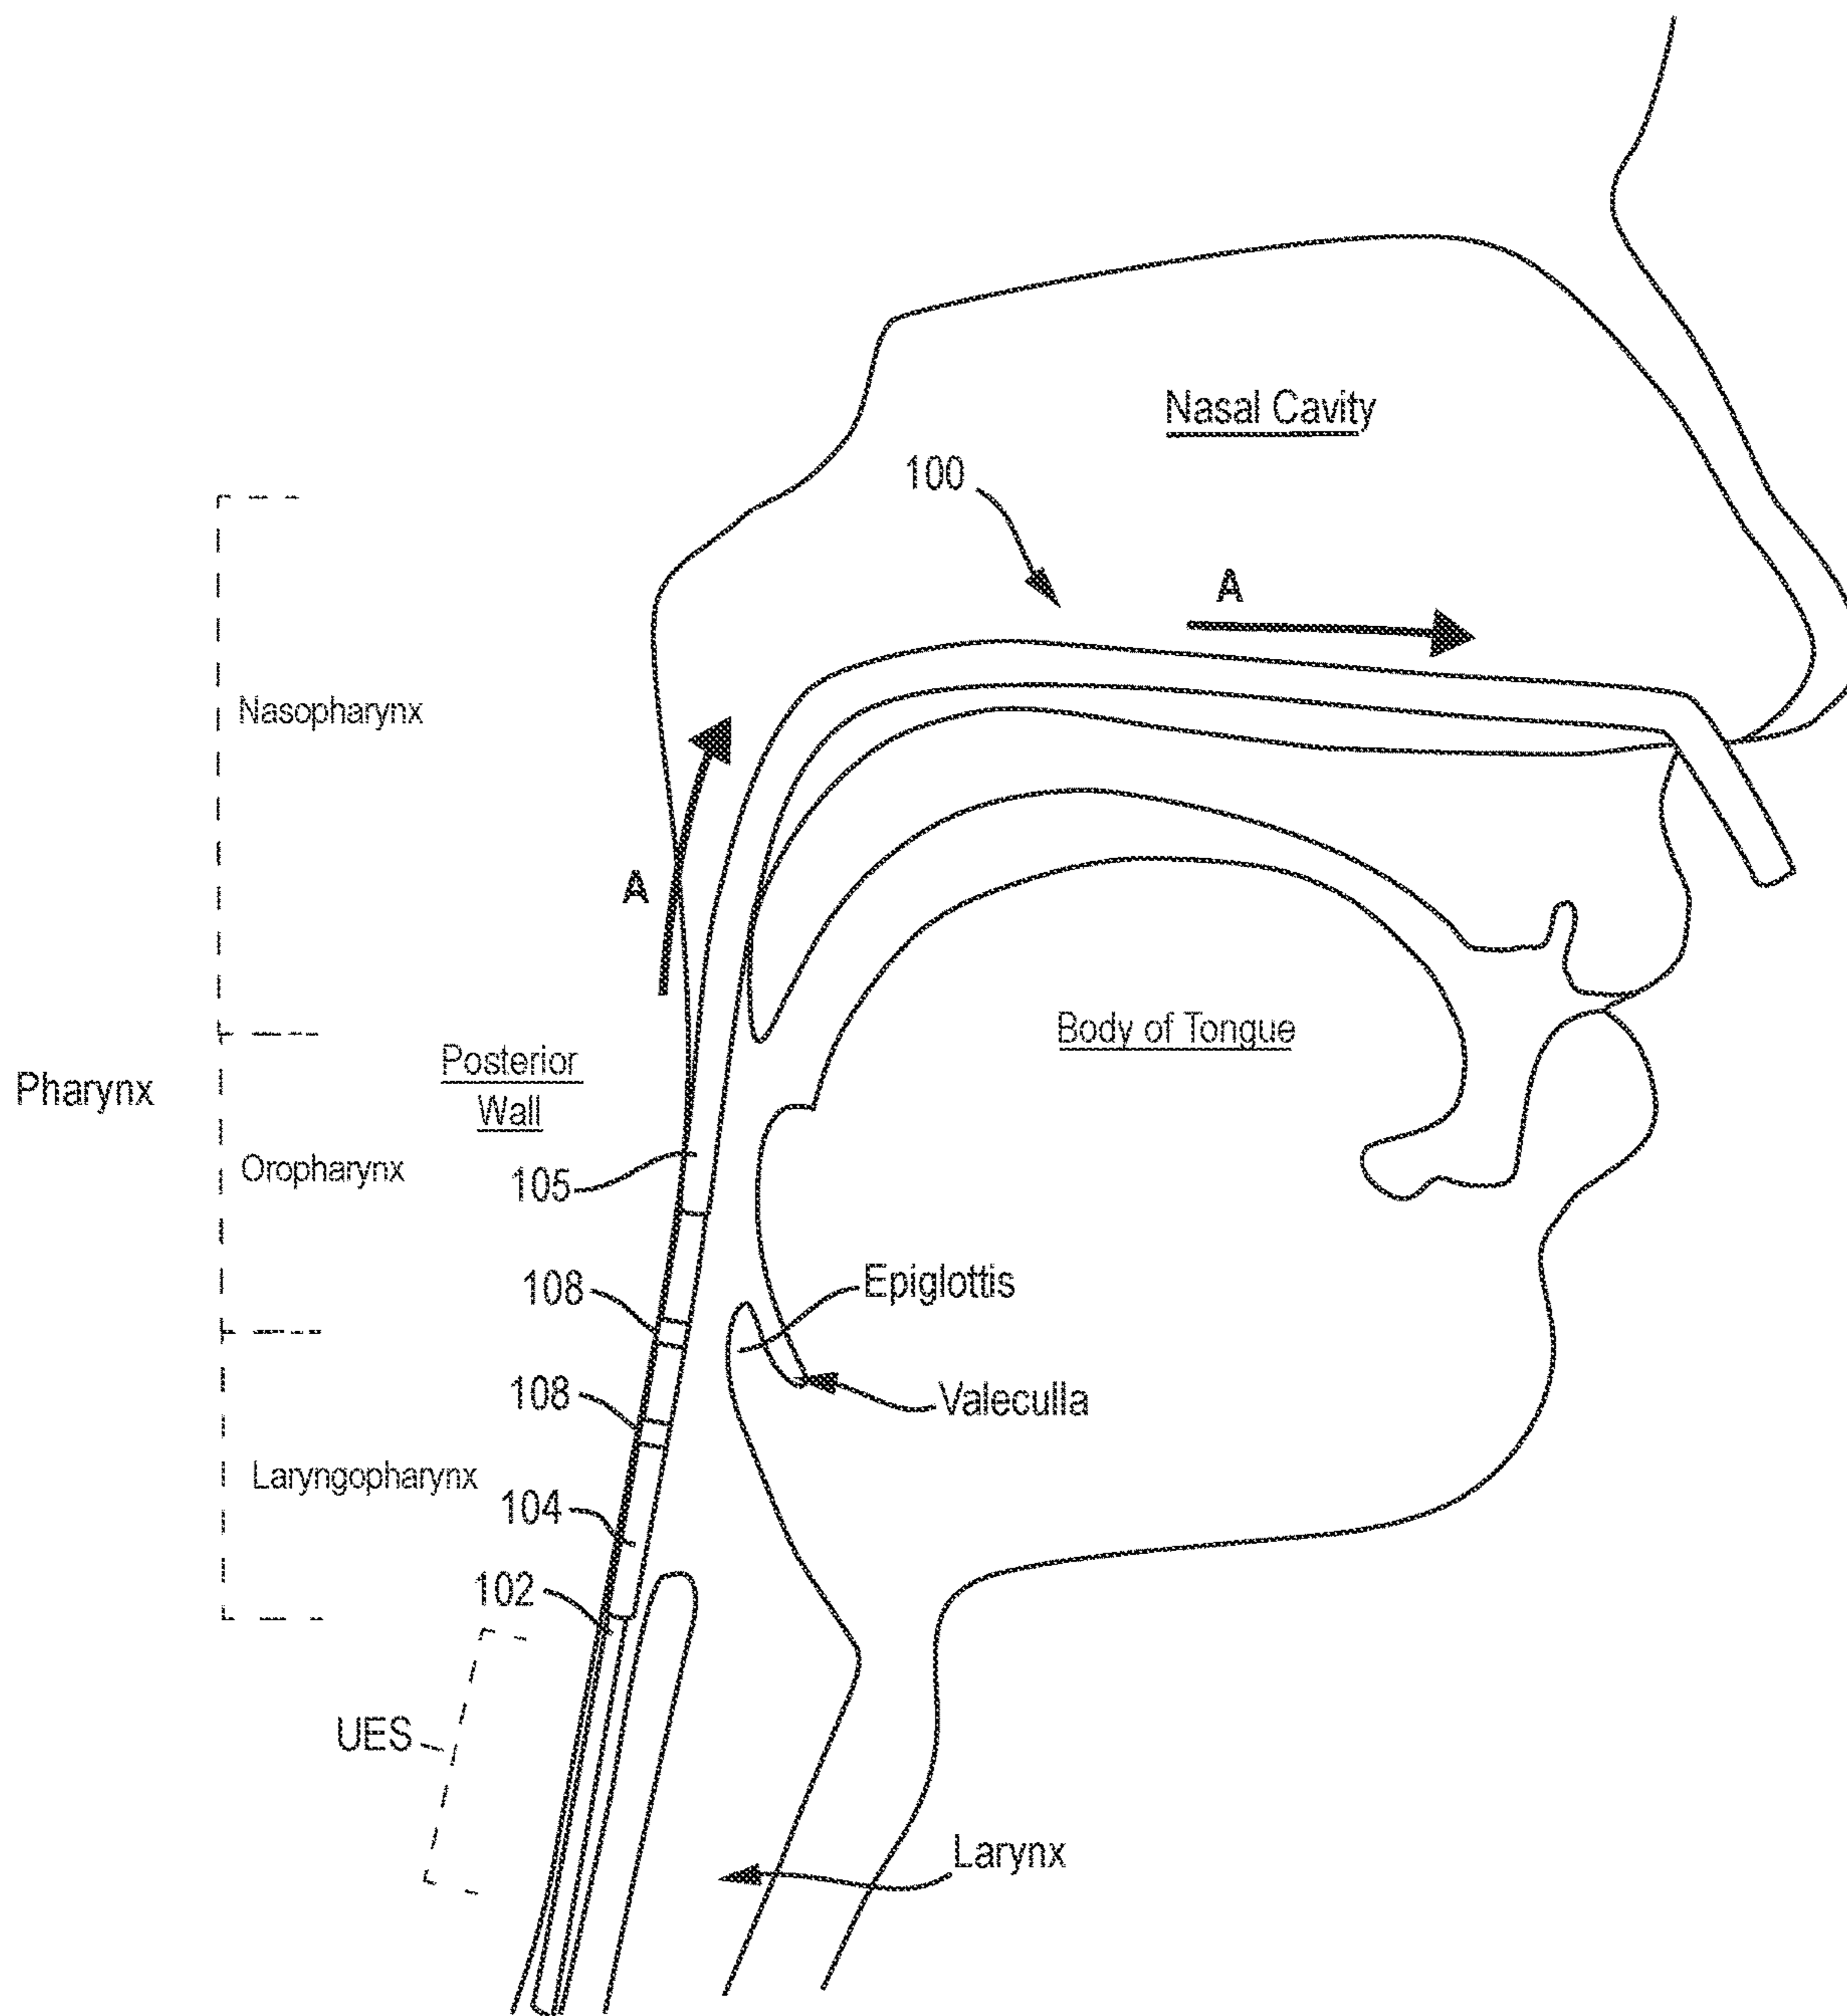 Nasal Cavity
100
A
Nasopharynx
A
Body of Tongue
Posterior
Wall
Pharynx
Oropharynx
105
Epiglottis
108
108
Valeculla
Laryngopharynx
104
102
UES
Larynx